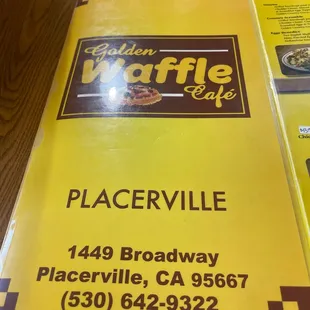 Golden
Waffle
Café
PLACERVILLE
1449 Broadway
Placerville, CA 95667
(530) 642-9322